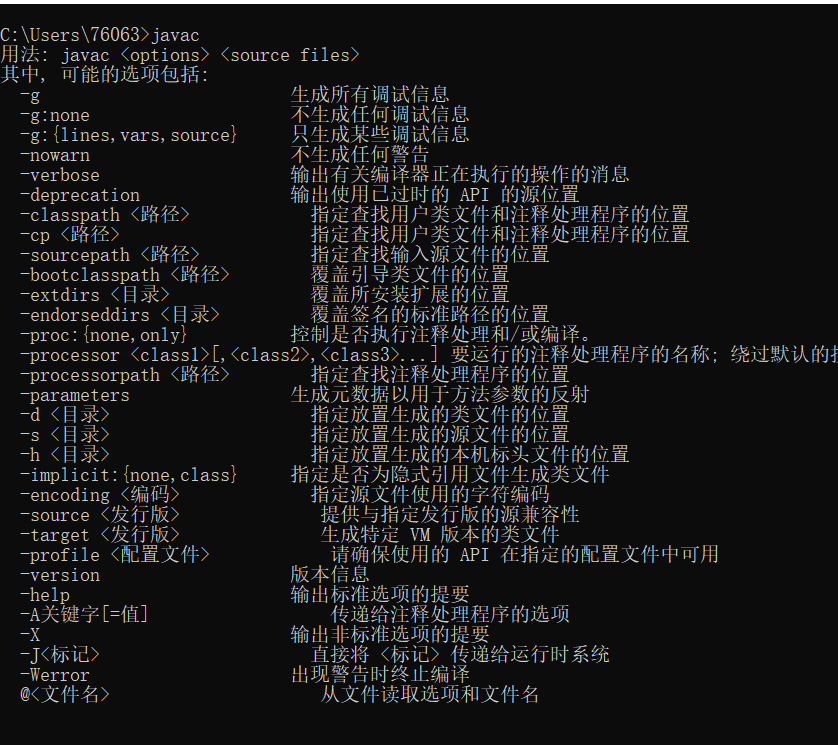 C:\Users\76063>javac
用法: javac <options> <source files>
其中, 可能的选项包括:
-g 生成所有调试信息
-g:none 不生成任何调试信息
-g:{lines,vars,source} 只生成某些调试信息
-nowarn 不生成任何警告
-verbose 输出有关编译器正在执行的操作的消息
-deprecation 输出使用已过时的 API 的源位置
-classpath <路径> 指定查找用户类文件和注释处理程序的位置
-cp <路径> 指定查找用户类文件和注释处理程序的位置
-sourcepath <路径> 指定查找输入源文件的位置
-bootclasspath <路径> 覆盖引导类文件的位置
-extdirs <目录> 覆盖所安装扩展的位置
-endorseddirs <目录> 覆盖签名的标准路径的位置
-proc:{none,only} 控制是否执行注释处理和/或编译。
-processor <class1>[,<class2>,<class3>...] 要运行的注释处理程序的名称; 绕过默认的
-processorpath <路径> 指定查找注释处理程序的位置
-parameters 生成元数据以用于方法参数的反射
-d <目录> 指定放置生成的类文件的位置
-s <目录> 指定放置生成的源文件的位置
-h <目录> 指定放置生成的本机标头文件的位置
-implicit:{none,class} 指定是否为隐式引用文件生成类文件
-encoding <编码> 指定源文件使用的字符编码
-source <发行版> 提供与指定发行版的源兼容性
-target <发行版> 生成特定 VM 版本的类文件
-profile <配置文件> 请确保使用的 API 在指定的配置文件中可用
-version 版本信息
-help 输出标准选项的提要
-A关键字[=值] 传递给注释处理程序的选项
-X 输出非标准选项的提要
-J<标记> 直接将 <标记> 传递给运行时系统
-Werror 出现警告时终止编译
@<文件名> 从文件读取选项和文件名